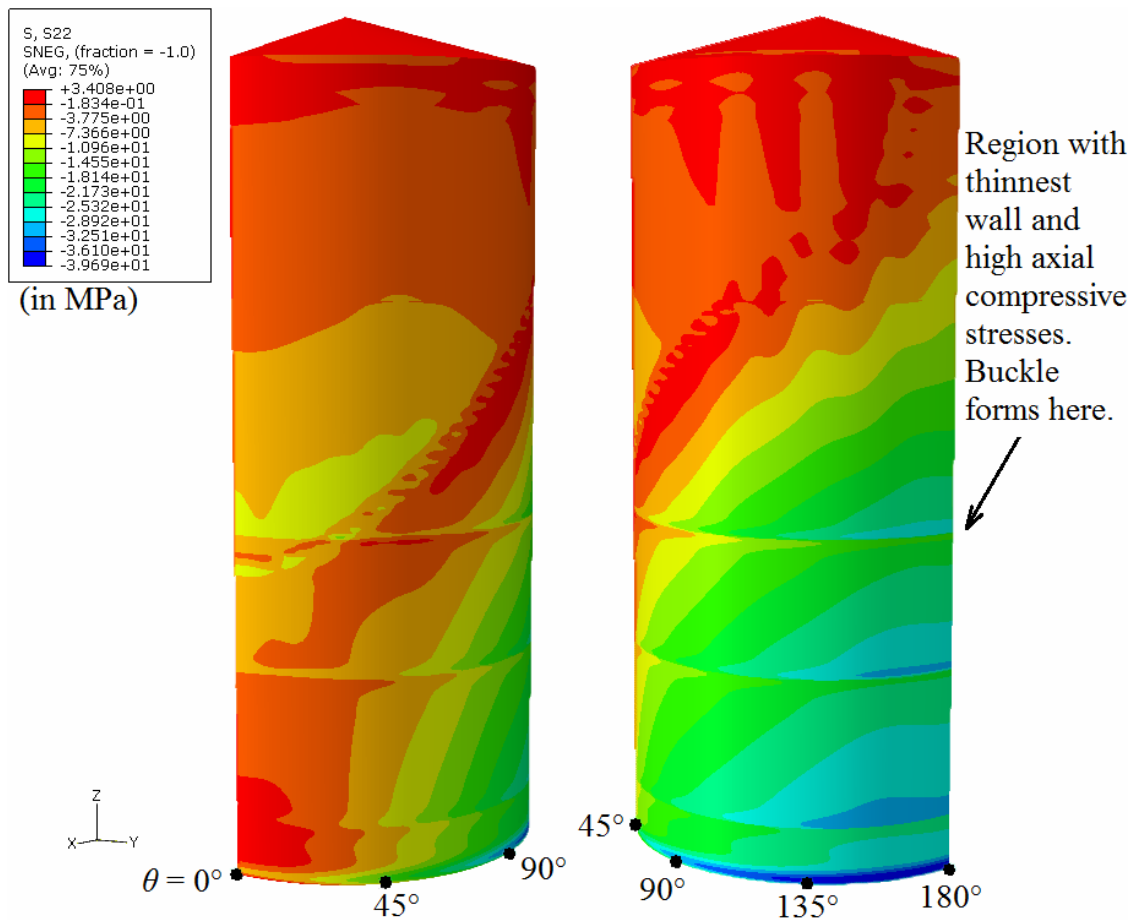 S, S22
SNEG, (fraction = -1.0)
(Avg: 75%)
+3.408e+00
-1.834e-01
-3.775e+00
-7.366e+00
-1.096e+01
-1.455e+01
-1.814e+01
-2.173e+01
-2.532e+01
-2.892e+01
-3.251e+01
-3.610e+01
-3.969e+01
(in MPa)
Region with
thinnest
wall and
high axial
compressive
stresses.
Buckle
forms here.
Z
X
Y
θ = 0°
45°
90°
45°
90°
135°
180°